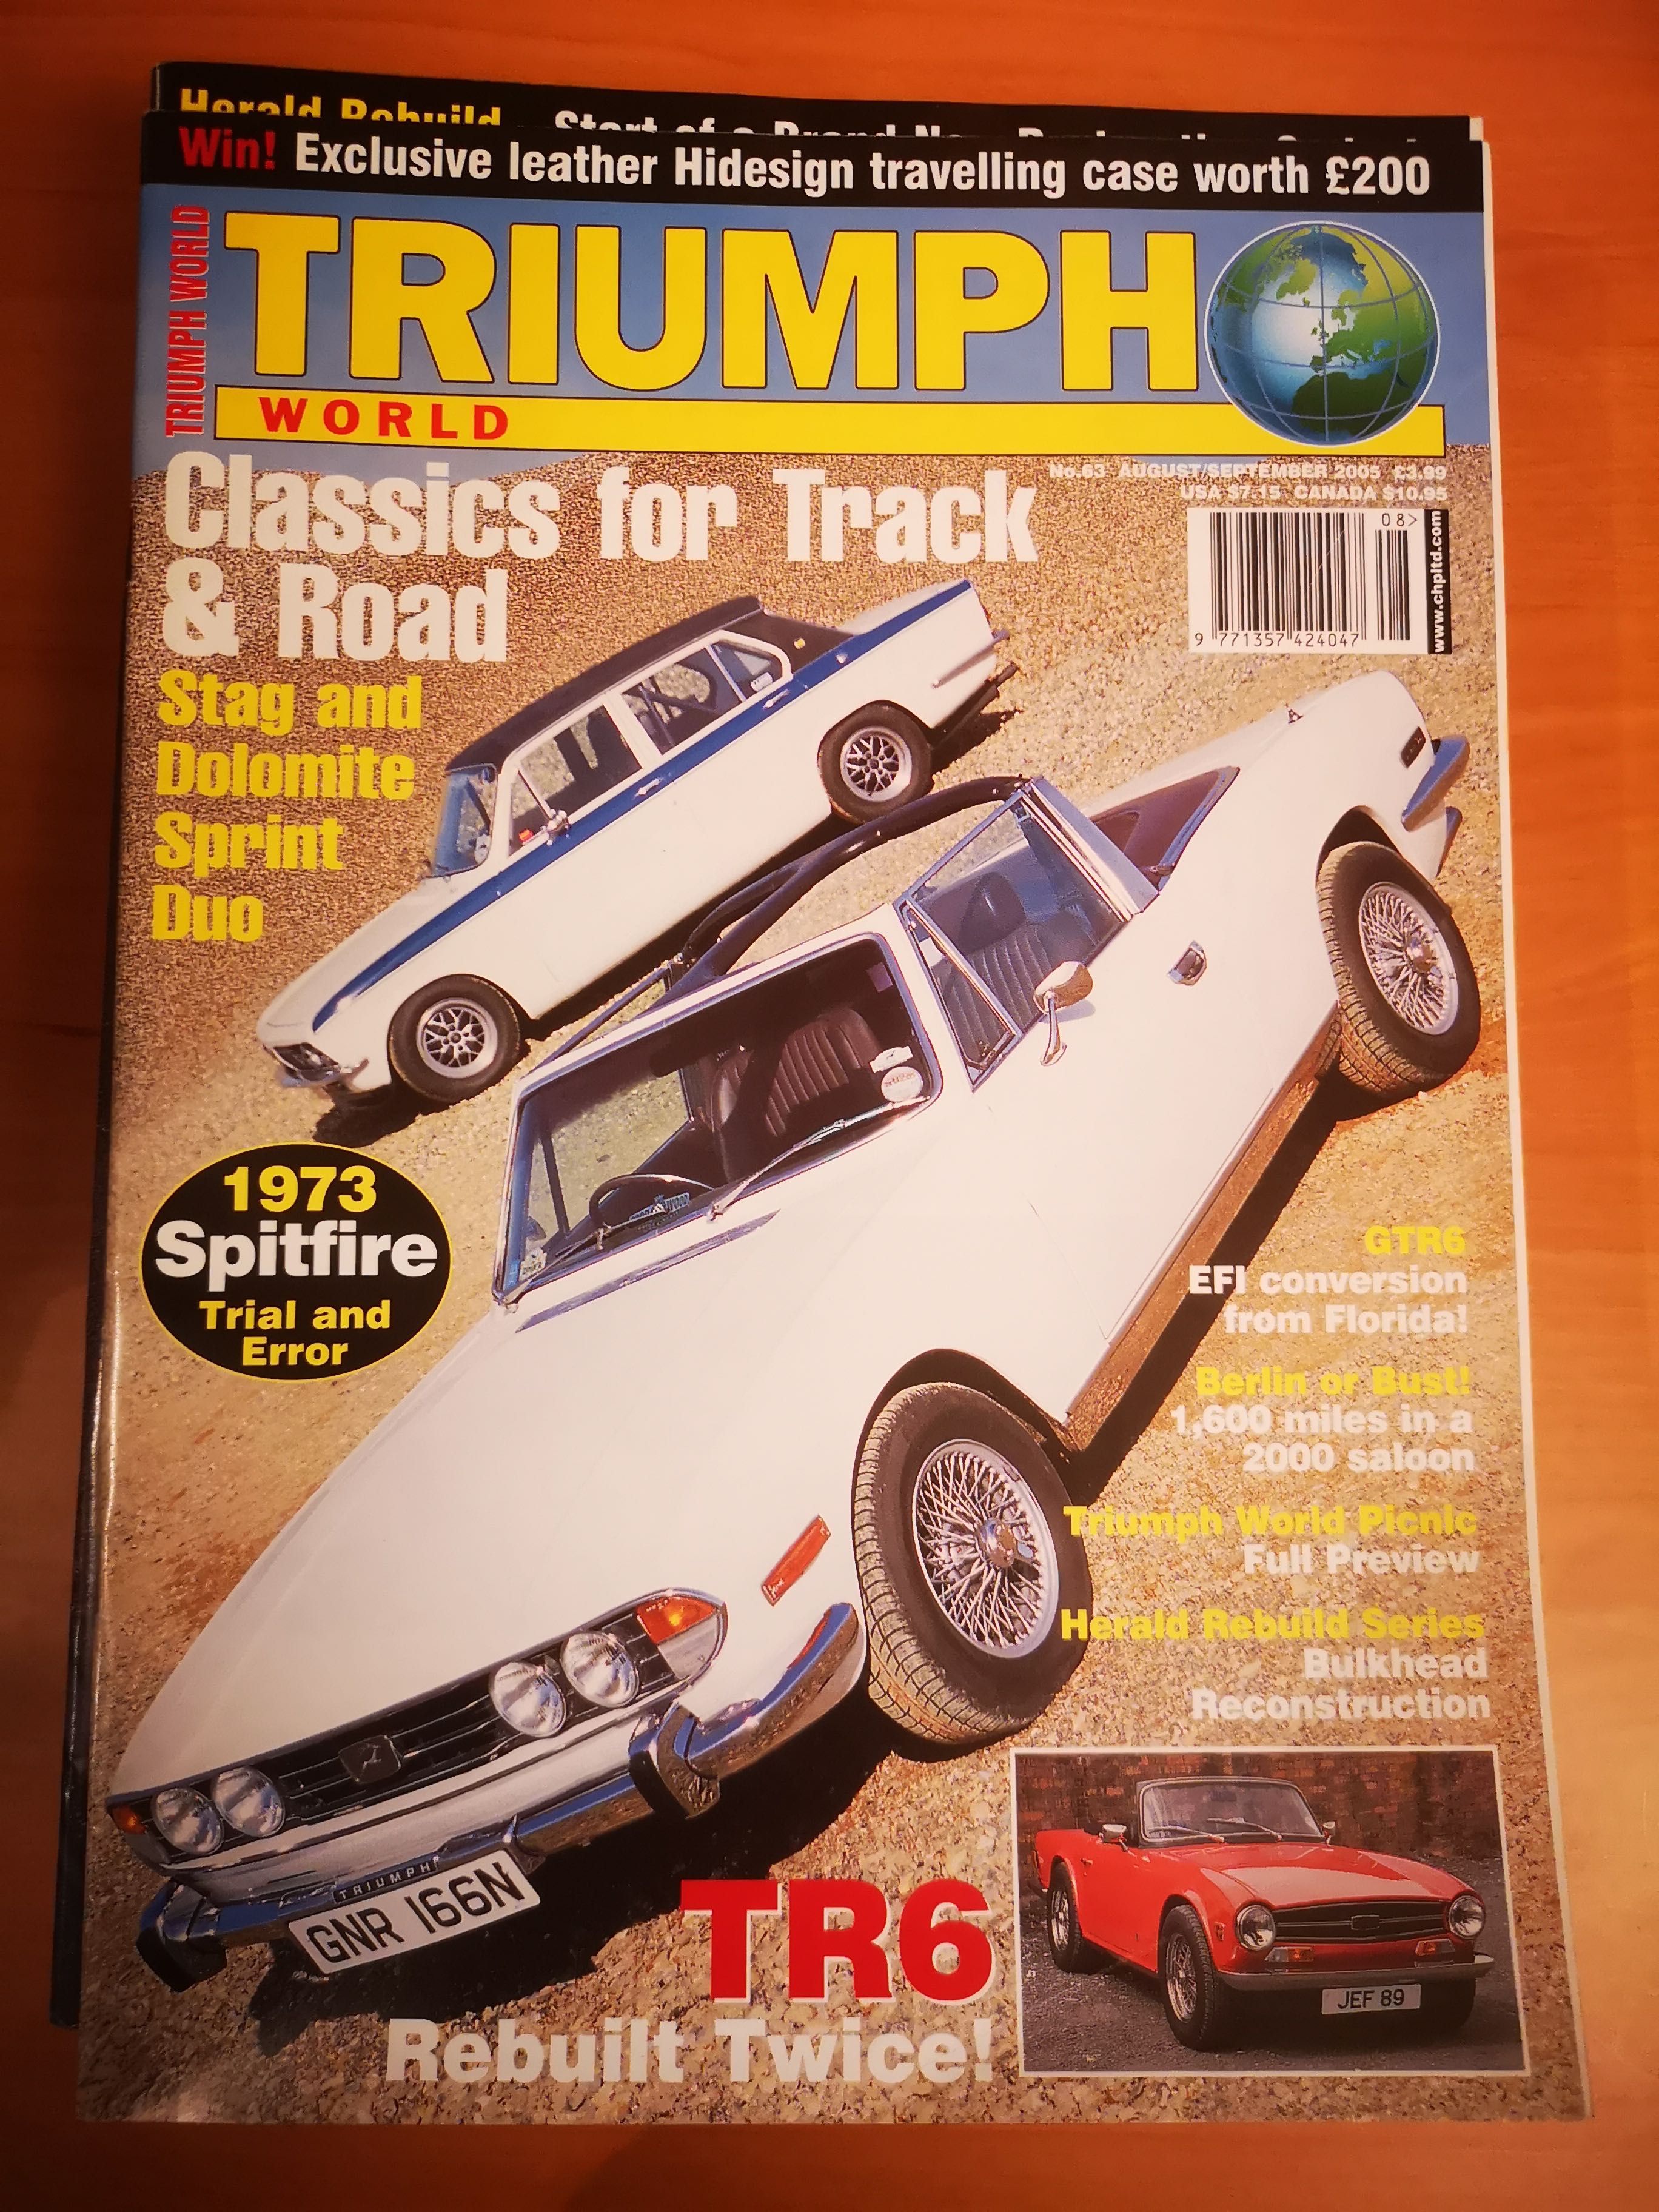 Herald Rebuild
Win! Exclusive leather Hidesign travelling case worth £200
TRIUMPH WORLD
TRIUMPH
WORLD
No.63 AUGUST/SEPTEMBER 2005 £3.99
USA $7.15 CANADA $10.95
08>
9 771357 424047
www.chpltd.com
Classics for Track
& Road
Stag and
Dolomite
Sprint
Duo
1973
Spitfire
Trial and
Error
GTR6
EFI conversion
from Florida!
Berlin or Bust!
1,600 miles in a
2000 saloon
Triumph World Picnic
Full Preview
Herald Rebuild Series
Bulkhead
Reconstruction
TRIUMPH
GNR 166N
TR6
Rebuilt Twice!
JEF 89